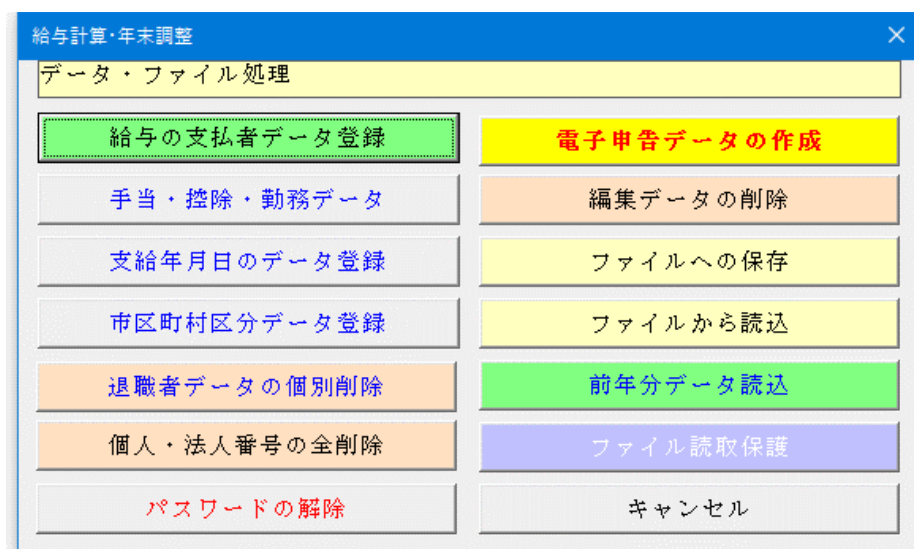 給与計算・年末調整
データ・ファイル処理
給与の支払者データ登録
電子申告データの作成
手当・控除・勤務データ
編集データの削除
支給年月日のデータ登録
ファイルへの保存
市区町村区分データ登録
ファイルから読込
退職者データの個別削除
前年分データ読込
個人・法人番号の全削除
ファイル読取保護
パスワードの解除
キャンセル